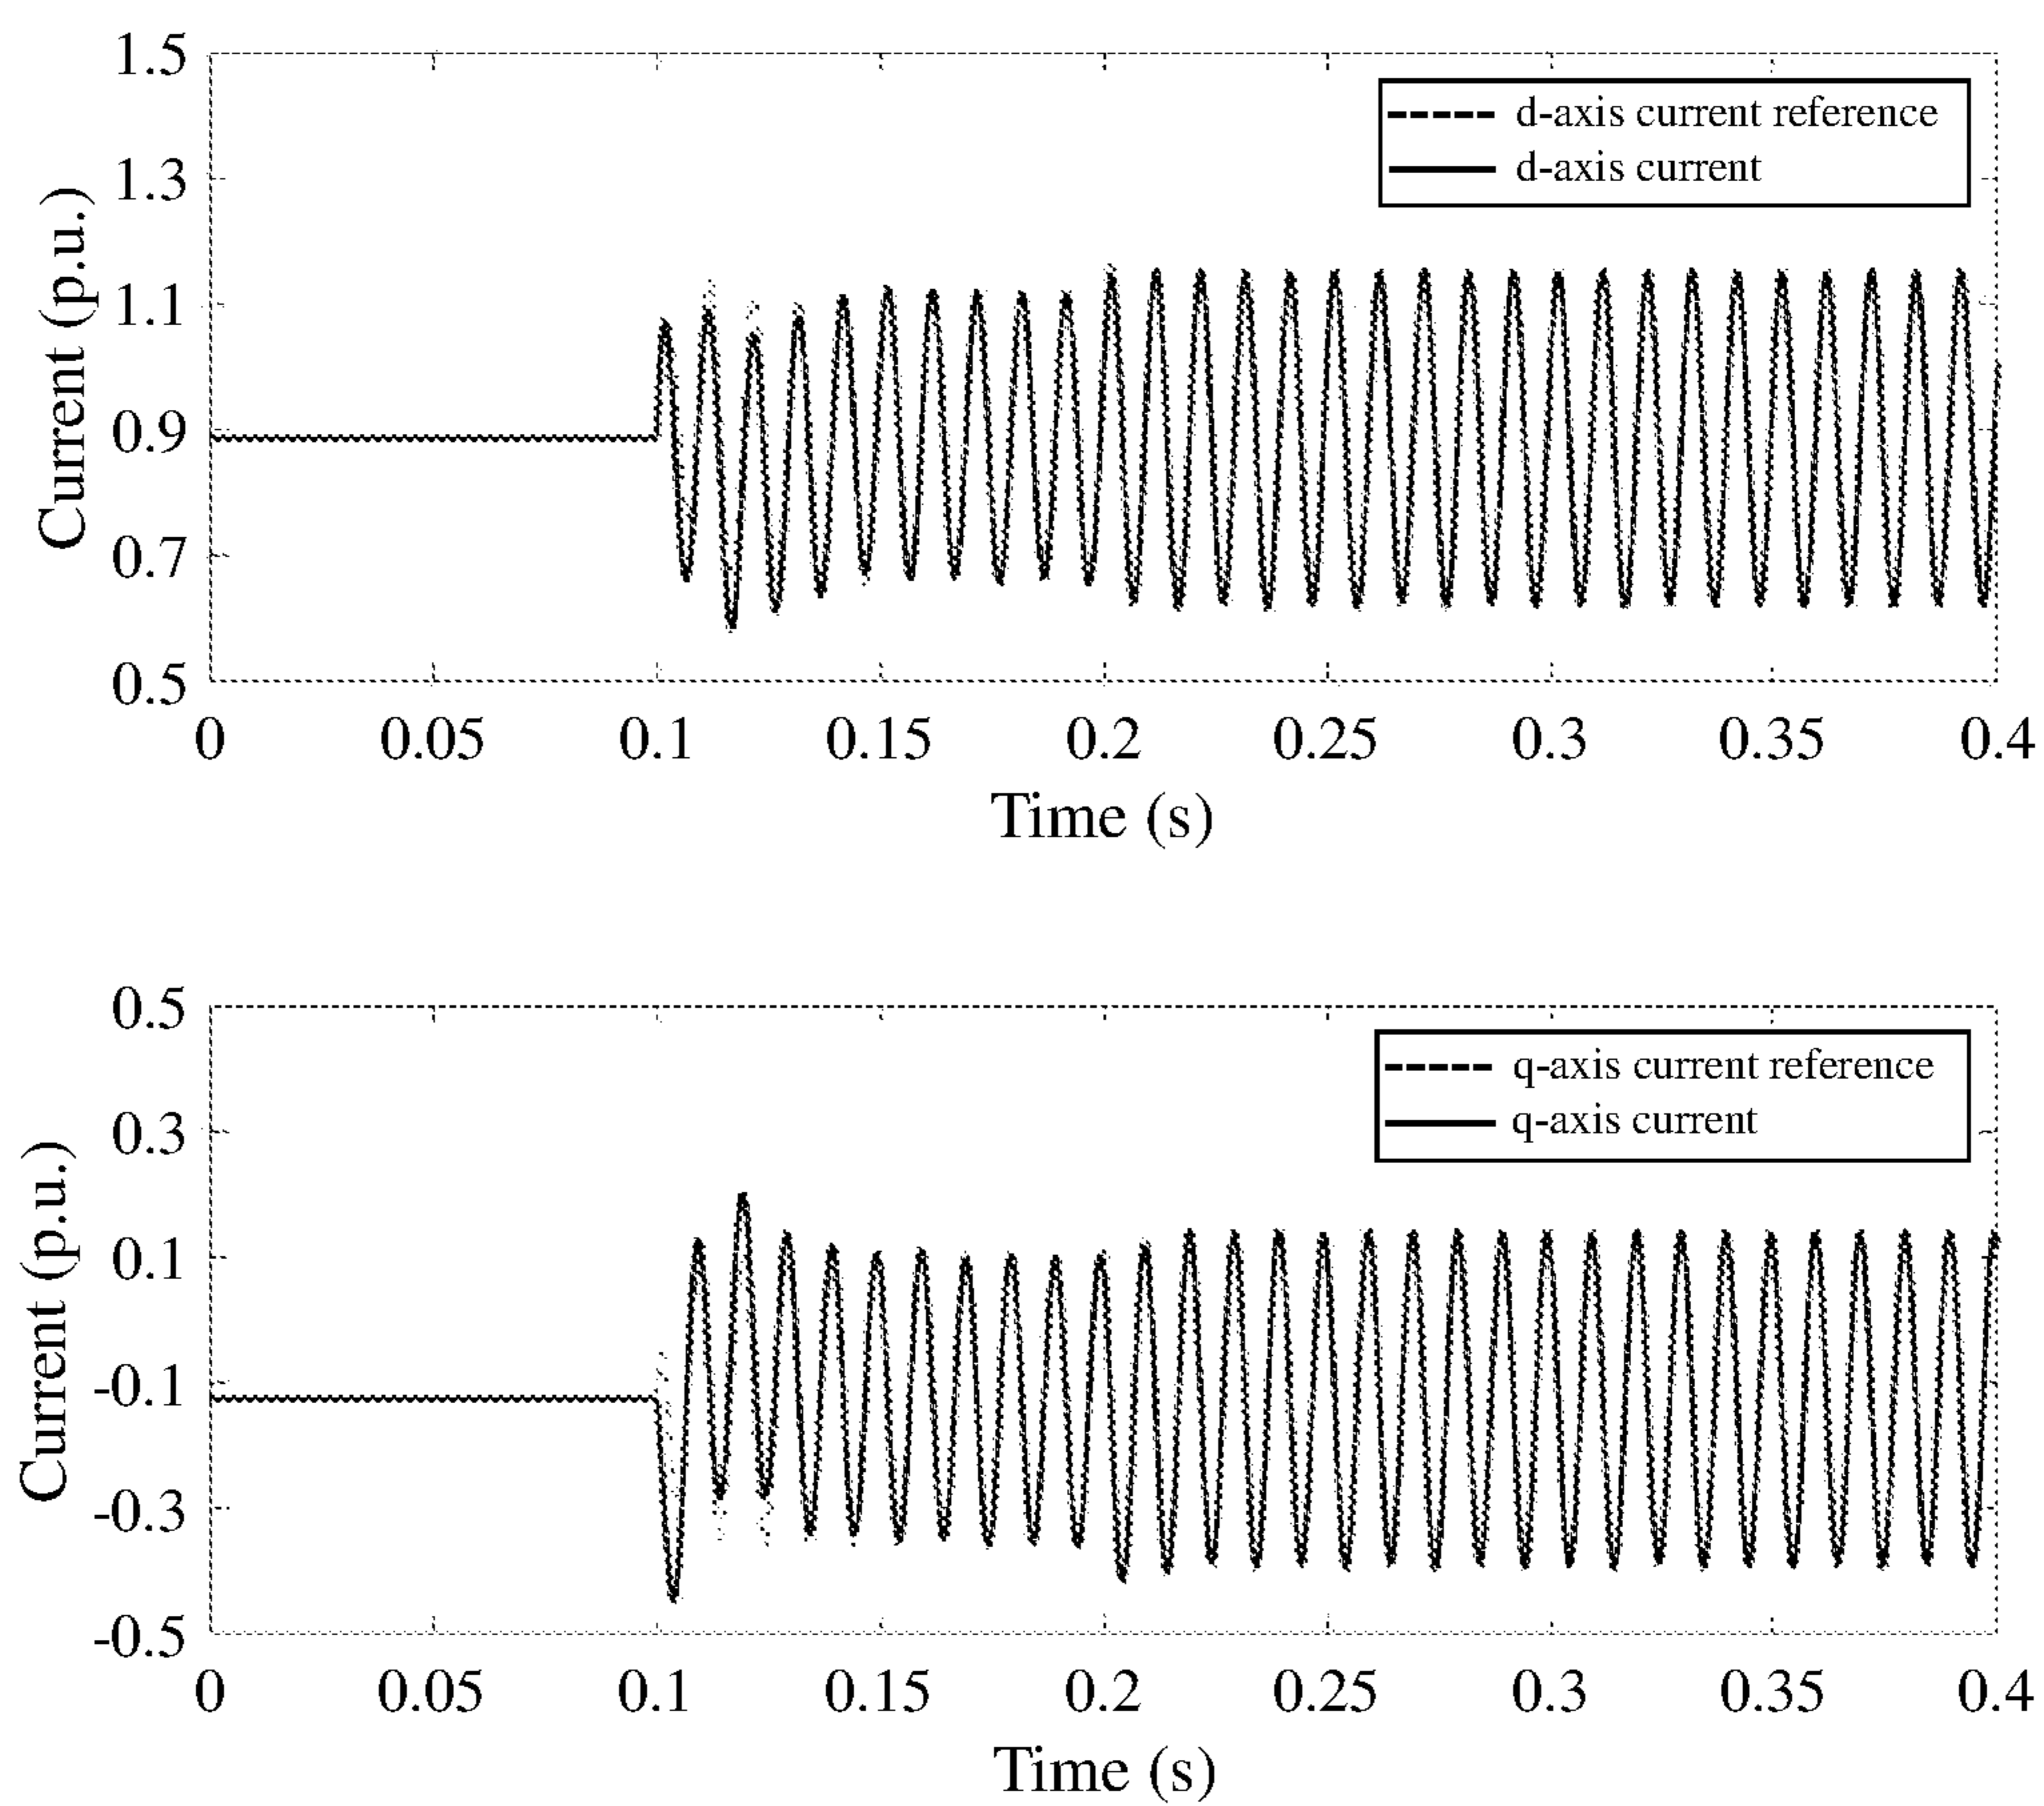 1.5
1.3
1.1
0.9
0.7
0.5
Current (p.u.)
d-axis current reference
d-axis current
0 0.05 0.1 0.15 0.2 0.25 0.3 0.35 0.4
Time (s)
0.5
0.3
0.1
-0.1
-0.3
-0.5
Current (p.u.)
q-axis current reference
q-axis current
0 0.05 0.1 0.15 0.2 0.25 0.3 0.35 0.4
Time (s)